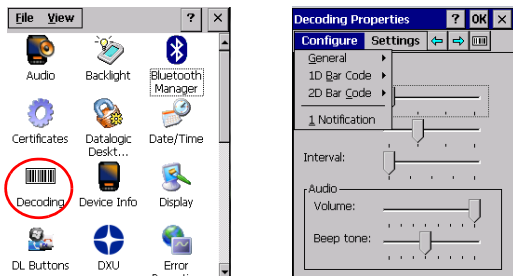 File View ? ×
Audio Backlight Bluetooth Manager
Certificates Datalogic Deskt... Date/Time
Decoding Device Info Display
DL Buttons DXU Error
Decoding Properties ? OK ×
Configure Settings
General
1D Bar Code
2D Bar Code
1 Notification
Interval:
Audio
Volume:
Beep tone: